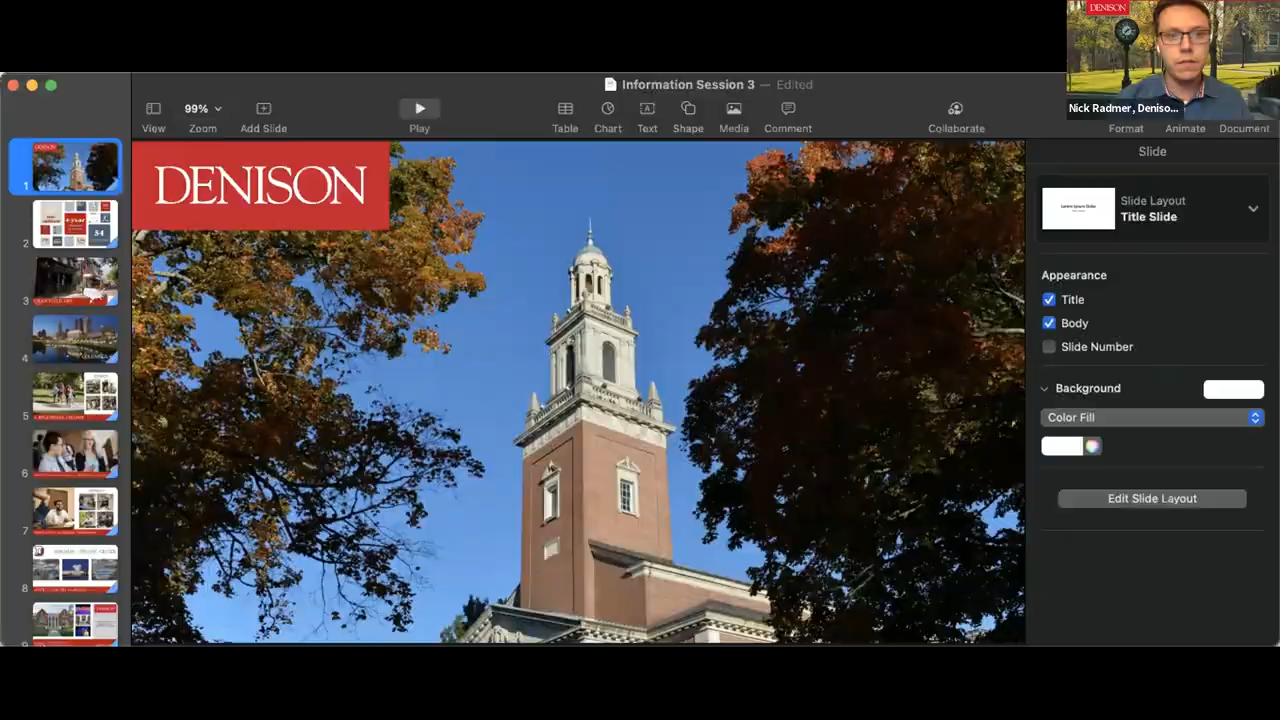 DENISON
Nick Radmer, Deniso...
Information Session 3 — Edited
99%
View
Zoom
Add Slide
Play
Table
Chart
Text
Shape
Media
Comment
Collaborate
Format
Animate
Document
1
2
3
4
5
6
7
8
9
DENISON
Slide
Slide Layout
Title Slide
Appearance
Title
Body
Slide Number
Background
Color Fill
Edit Slide Layout